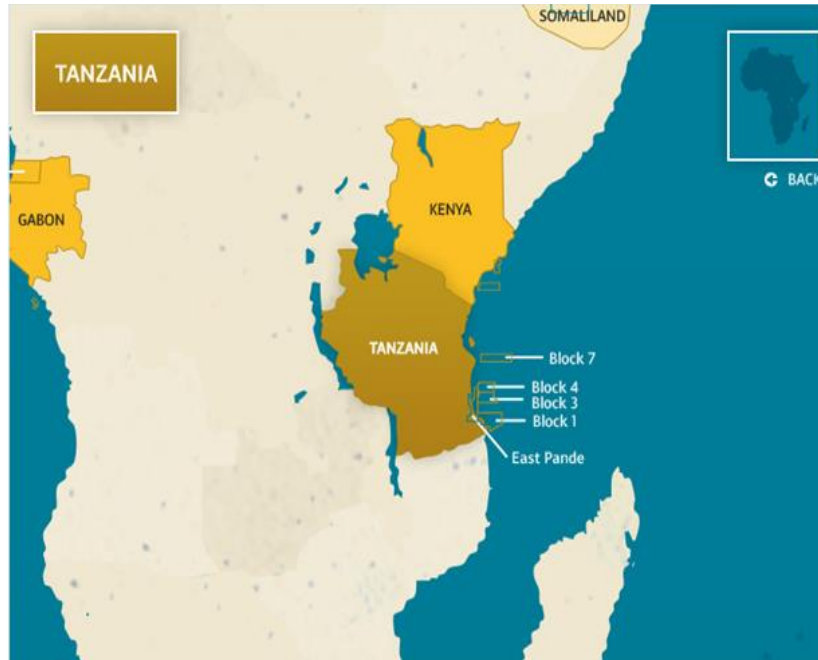 SOMALILAND
TANZANIA
BACK
KENYA
GABON
TANZANIA
Block 7
Block 4
Block 3
Block 1
East Pande